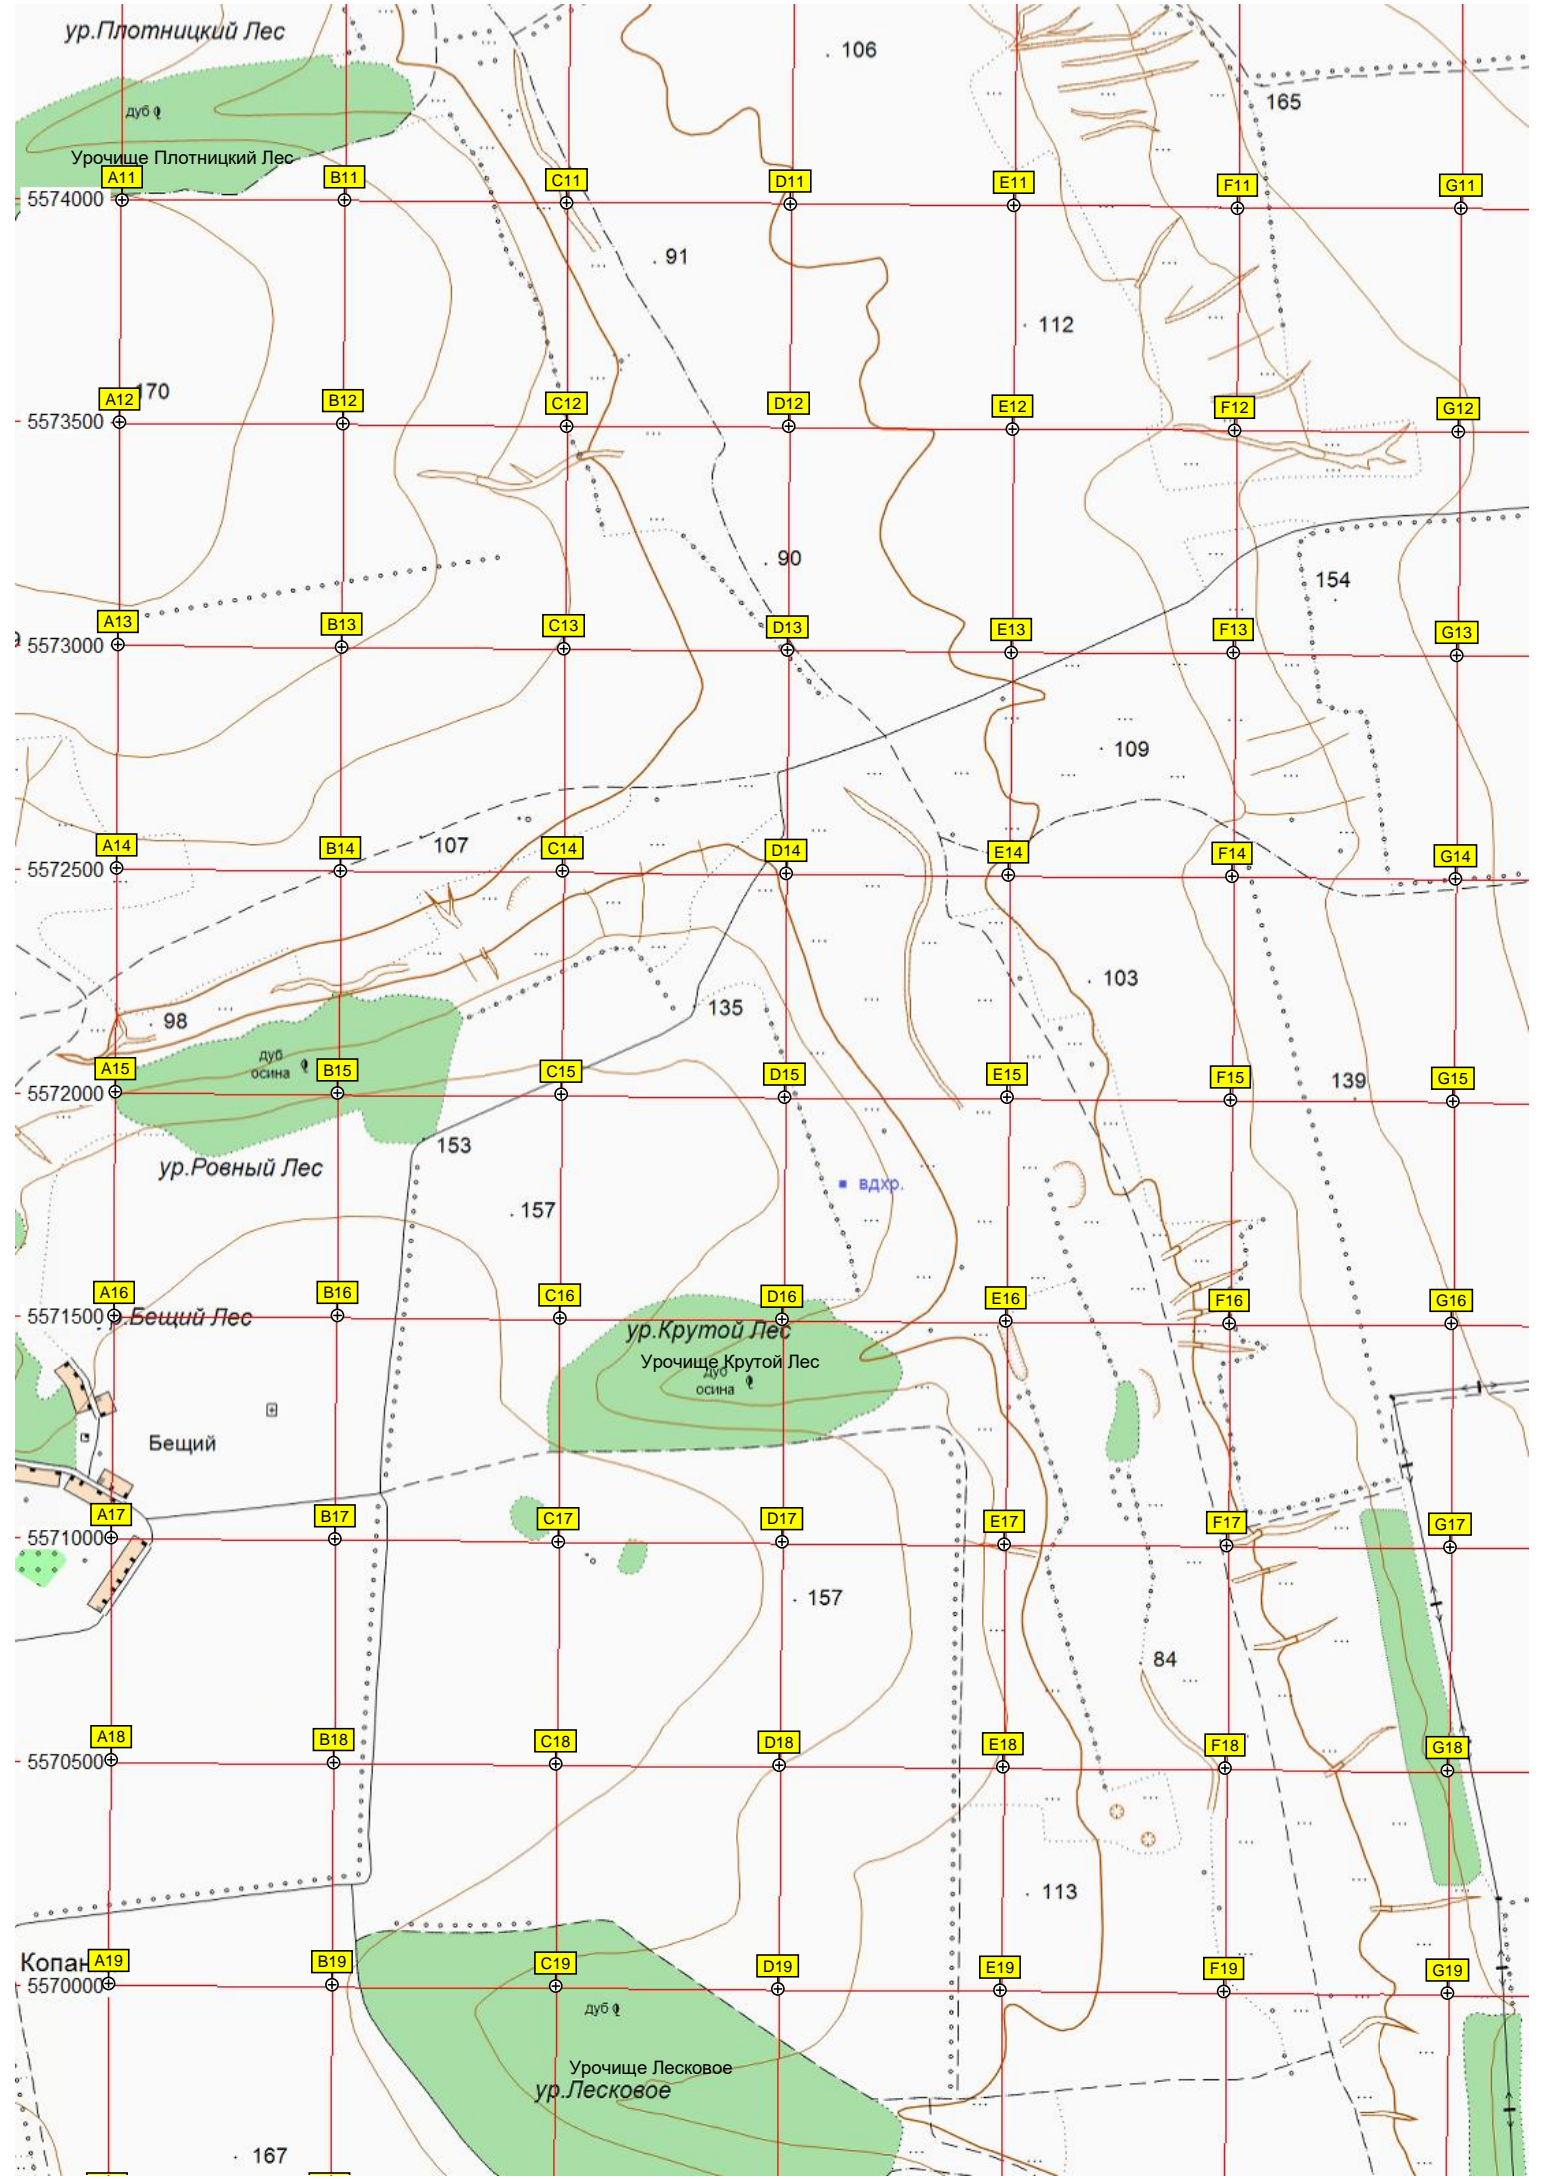 ур.Плотницкий Лес
106
165
дуб
Урочище Плотницкий Лес
A11 B11 C11 D11 E11 F11 G11
5574000
91
112
170
A12 B12 C12 D12 E12 F12 G12
5573500
90
154
A13 B13 C13 D13 E13 F13 G13
9 5573000
109
107
A14 B14 C14 D14 E14 F14 G14
5572500
103
135
98
дуб
осина
A15 B15 C15 D15 E15 F15 G15
5572000
139
153
ур.Ровный Лес
вдхр.
157
A16 B16 C16 D16 E16 F16 G16
5571500
.Бещий Лес
ур.Крутой Лес
Урочище Крутой Лес
дуб
осина
Бещий
A17 B17 C17 D17 E17 F17 G17
5571000
157
84
A18 B18 C18 D18 E18 F18 G18
5570500
113
Копан
A19 B19 C19 D19 E19 F19 G19
5570000
дуб
Урочище Лесковое
ур.Лесковое
167